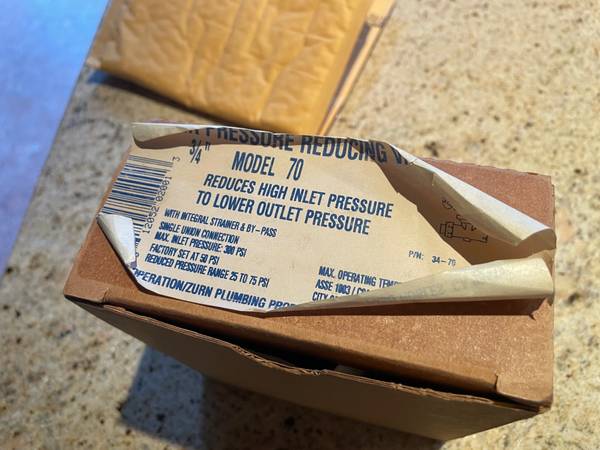 PRESSURE REDUCING
3/4"
MODEL 70
REDUCES HIGH INLET PRESSURE
TO LOWER OUTLET PRESSURE
WITH INTEGRAL STRAINER & BY-PASS
SINGLE UNION CONNECTION
MAX. INLET PRESSURE: 300 PSI
FACTORY SET AT 50 PSI
REDUCED PRESSURE RANGE 25 TO 75 PSI
P/N: 34-
MAX. OPERATING
ASSE 1003 /
/ZURN PLUMBING